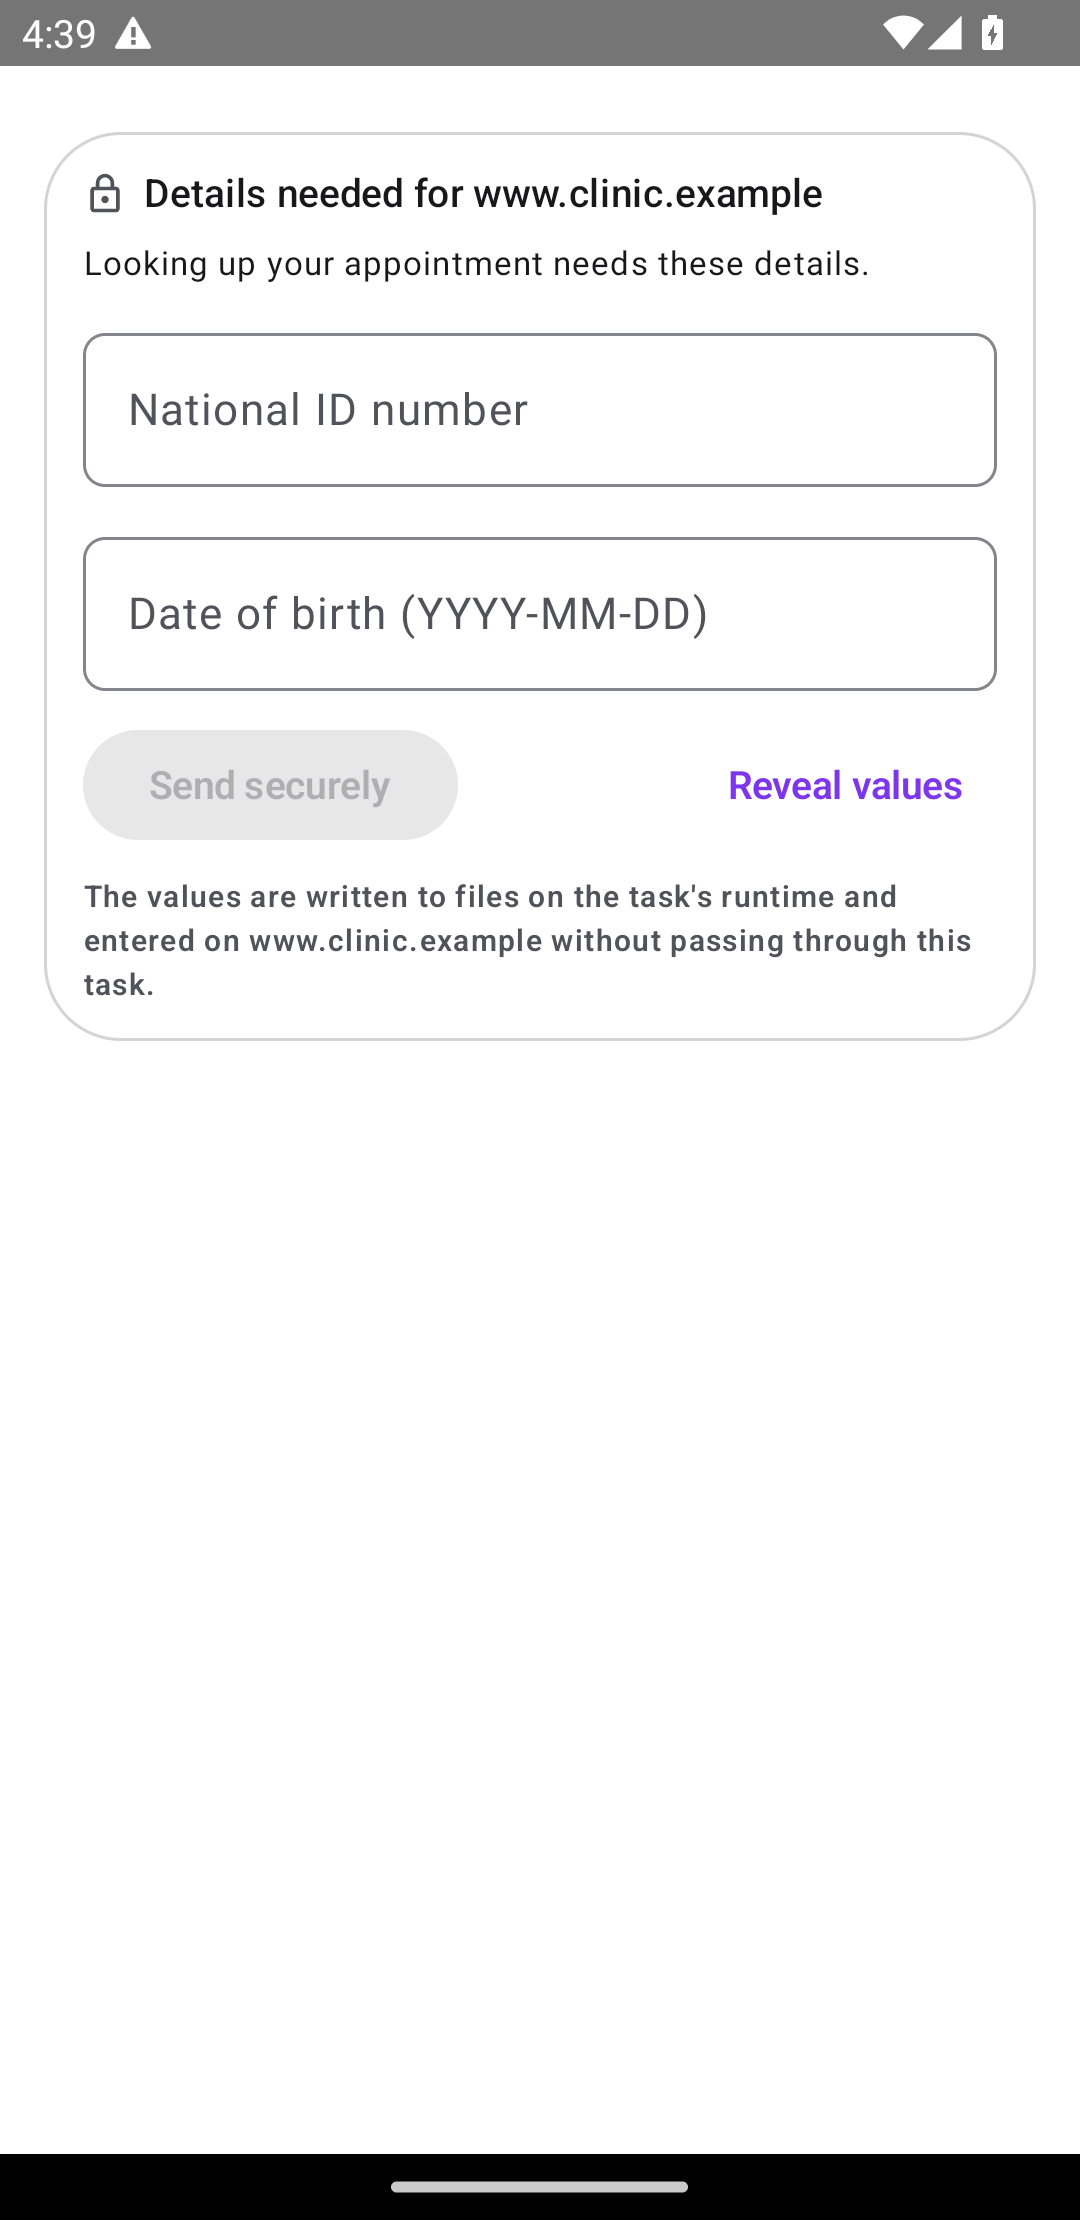 4:39
Details needed for www.clinic.example
Looking up your appointment needs these details.
National ID number
Date of birth (YYYY-MM-DD)
Send securely
Reveal values
The values are written to files on the task's runtime and
entered on www.clinic.example without passing through this
task.